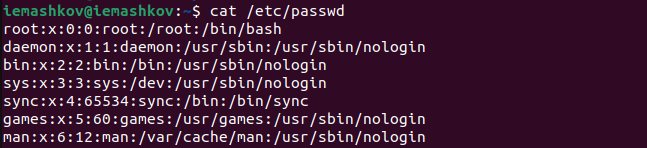 iemashkov@iemashkov:~$ cat /etc/passwd
root:x:0:0:root:/root:/bin/bash
daemon:x:1:1:daemon:/usr/sbin:/usr/sbin/nologin
bin:x:2:2:bin:/bin:/usr/sbin/nologin
sys:x:3:3:sys:/dev:/usr/sbin/nologin
sync:x:4:65534:sync:/bin:/bin/sync
games:x:5:60:games:/usr/games:/usr/sbin/nologin
man:x:6:12:man:/var/cache/man:/usr/sbin/nologin